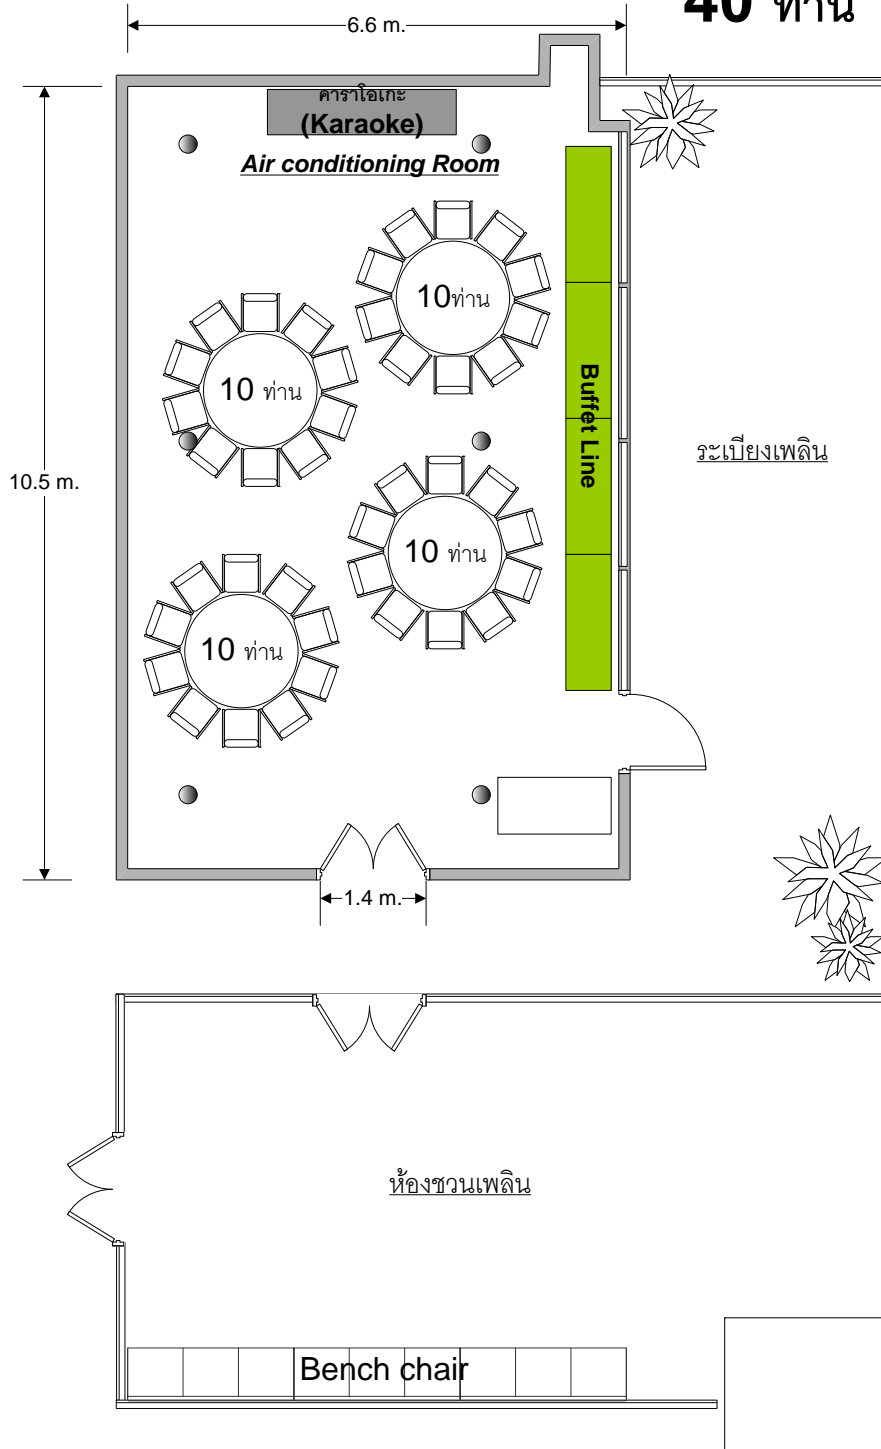 40 ท่าน
6.6 m.
คาราโอเกะ
(Karaoke)
Air conditioning Room
10ท่าน
10 ท่าน
Buffet Line
ระเบียงเพลิน
10.5 m.
10 ท่าน
10 ท่าน
1.4 m.
ห้องชวนเพลิน
Bench chair